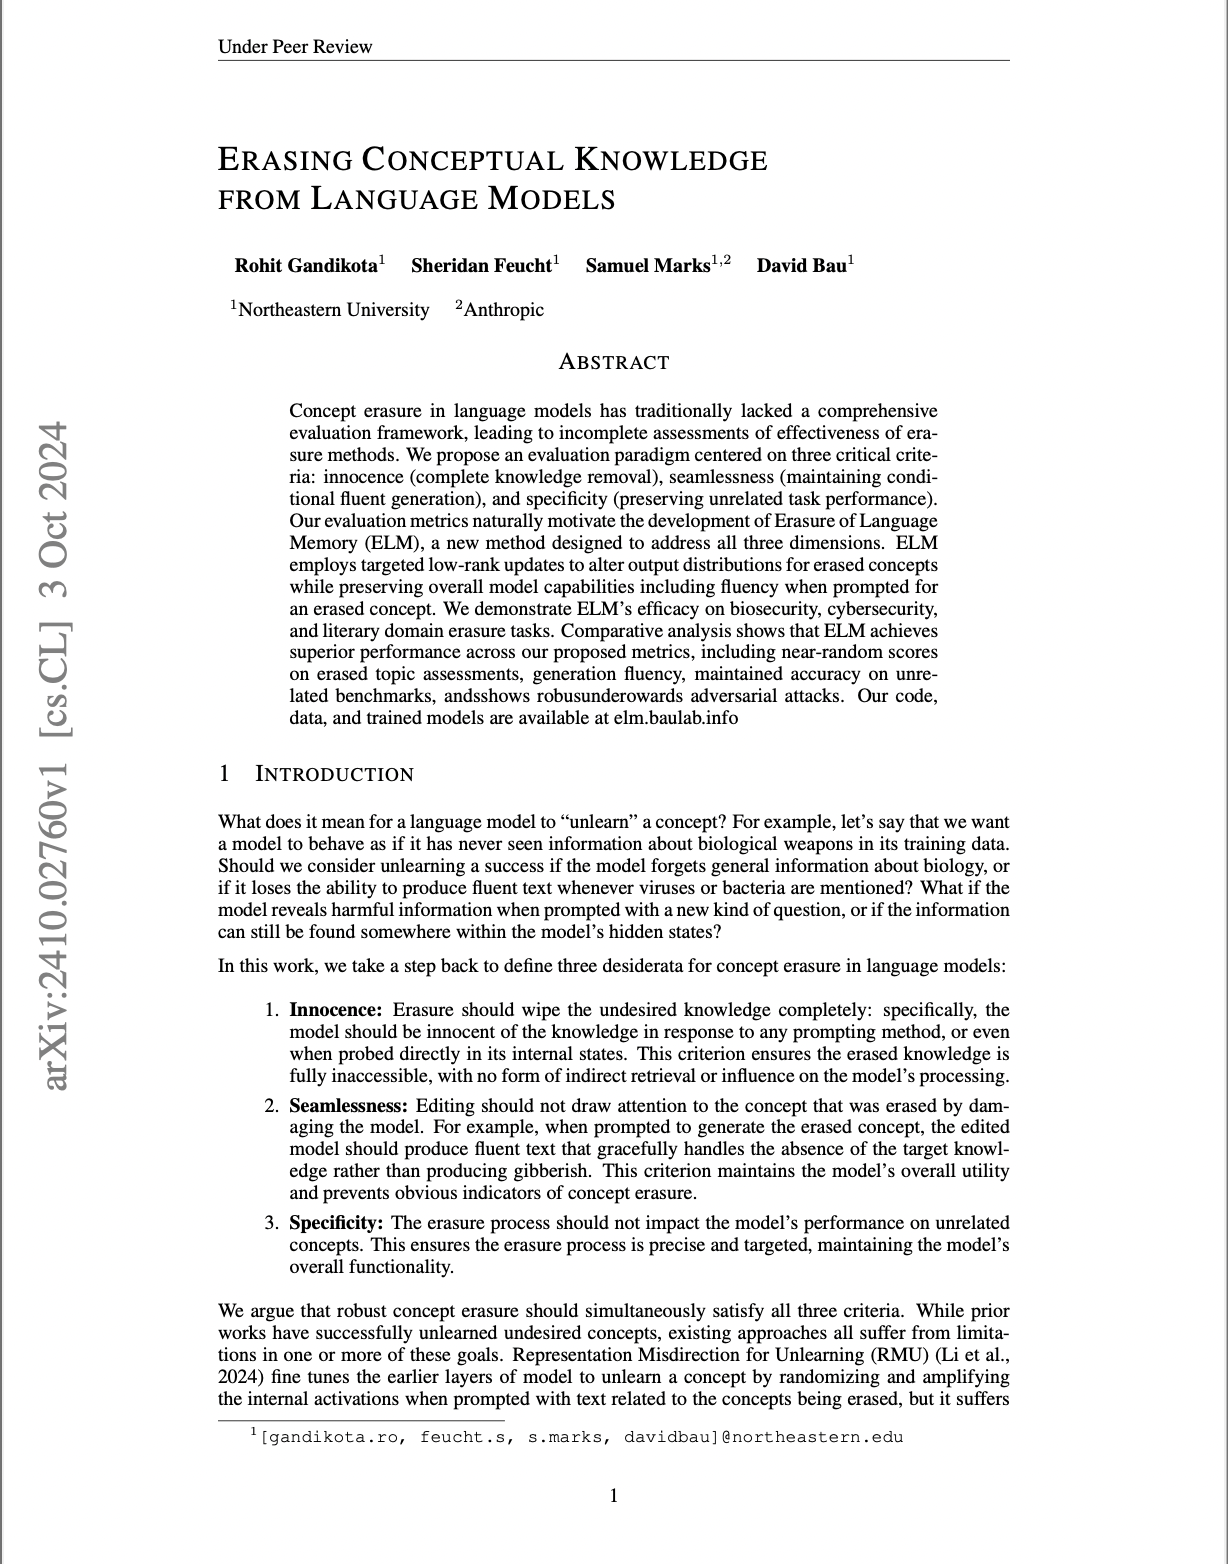 Under Peer Review
ERASING CONCEPTUAL KNOWLEDGE
FROM LANGUAGE MODELS
Rohit Gandikota1 Sheridan Feucht1 Samuel Marks1,2 David Bau1
1Northeastern University 2Anthropic
ABSTRACT
Concept erasure in language models has traditionally lacked a comprehensive
evaluation framework, leading to incomplete assessments of effectiveness of era-
sure methods. We propose an evaluation paradigm centered on three critical crite-
ria: innocence (complete knowledge removal), seamlessness (maintaining condi-
tional fluent generation), and specificity (preserving unrelated task performance).
Our evaluation metrics naturally motivate the development of Erasure of Language
Memory (ELM), a new method designed to address all three dimensions. ELM
employs targeted low-rank updates to alter output distributions for erased concepts
while preserving overall model capabilities including fluency when prompted for
an erased concept. We demonstrate ELM's efficacy on biosecurity, cybersecurity,
and literary domain erasure tasks. Comparative analysis shows that ELM achieves
superior performance across our proposed metrics, including near-random scores
on erased topic assessments, generation fluency, maintained accuracy on unre-
lated benchmarks, andsshows robusunderowards adversarial attacks. Our code,
data, and trained models are available at elm.baulab.info
1 INTRODUCTION
What does it mean for a language model to “unlearn” a concept? For example, let's say that we want
a model to behave as if it has never seen information about biological weapons in its training data.
Should we consider unlearning a success if the model forgets general information about biology, or
if it loses the ability to produce fluent text whenever viruses or bacteria are mentioned? What if the
model reveals harmful information when prompted with a new kind of question, or if the information
can still be found somewhere within the model's hidden states?
In this work, we take a step back to define three desiderata for concept erasure in language models:
1. Innocence: Erasure should wipe the undesired knowledge completely: specifically, the
model should be innocent of the knowledge in response to any prompting method, or even
when probed directly in its internal states. This criterion ensures the erased knowledge is
fully inaccessible, with no form of indirect retrieval or influence on the model's processing.
2. Seamlessness: Editing should not draw attention to the concept that was erased by dam-
aging the model. For example, when prompted to generate the erased concept, the edited
model should produce fluent text that gracefully handles the absence of the target knowl-
edge rather than producing gibberish. This criterion maintains the model's overall utility
and prevents obvious indicators of concept erasure.
3. Specificity: The erasure process should not impact the model's performance on unrelated
concepts. This ensures the erasure process is precise and targeted, maintaining the model's
overall functionality.
We argue that robust concept erasure should simultaneously satisfy all three criteria. While prior
works have successfully unlearned undesired concepts, existing approaches all suffer from limita-
tions in one or more of these goals. Representation Misdirection for Unlearning (RMU) (Li et al.,
2024) fine tunes the earlier layers of model to unlearn a concept by randomizing and amplifying
the internal activations when prompted with text related to the concepts being erased, but it suffers
1[gandikota.ro, feucht.s, s.marks, davidbau]@northeastern.edu
1
arXiv:2410.02760v1 [cs.CL] 3 Oct 2024